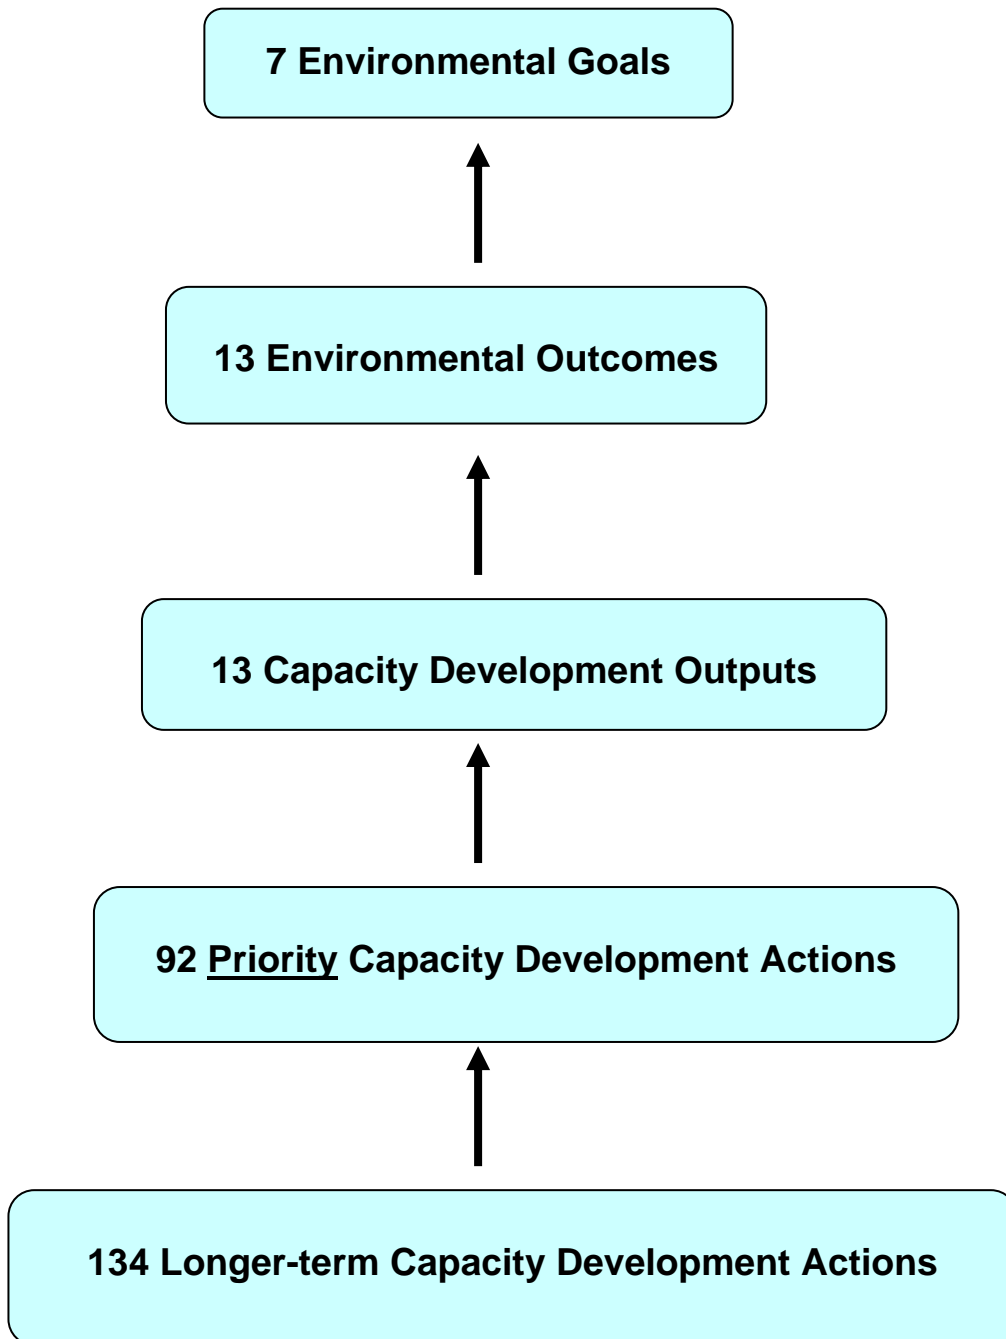 7 Environmental Goals
13 Environmental Outcomes
13 Capacity Development Outputs
92 Priority Capacity Development Actions
134 Longer-term Capacity Development Actions